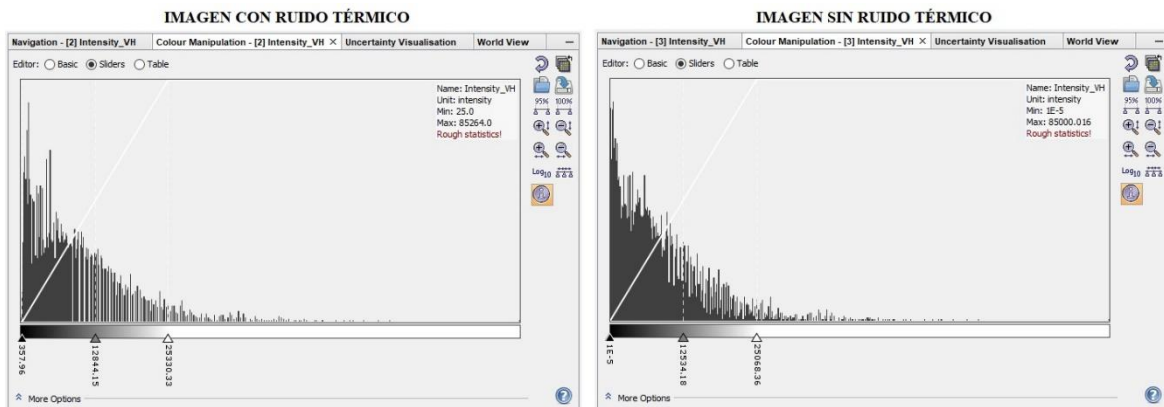 IMAGEN CON RUIDO TÉRMICO
Navigation - [2] Intensity_VH Colour Manipulation - [2] Intensity_VH × Uncertainty Visualisation World View
Editor: Basic Sliders Table
Name: Intensity_VH
Unit: intensity
Min: 25.0
Max: 85264.0
Rough statistics!
95% 100%
Log10
357.96
12844.15
25330.33
More Options
IMAGEN SIN RUIDO TÉRMICO
Navigation - [3] Intensity_VH Colour Manipulation - [3] Intensity_VH × Uncertainty Visualisation World View
Editor: Basic Sliders Table
Name: Intensity_VH
Unit: intensity
Min: 1E-5
Max: 85000.016
Rough statistics!
95% 100%
Log10
1E-5
12534.18
25068.36
More Options